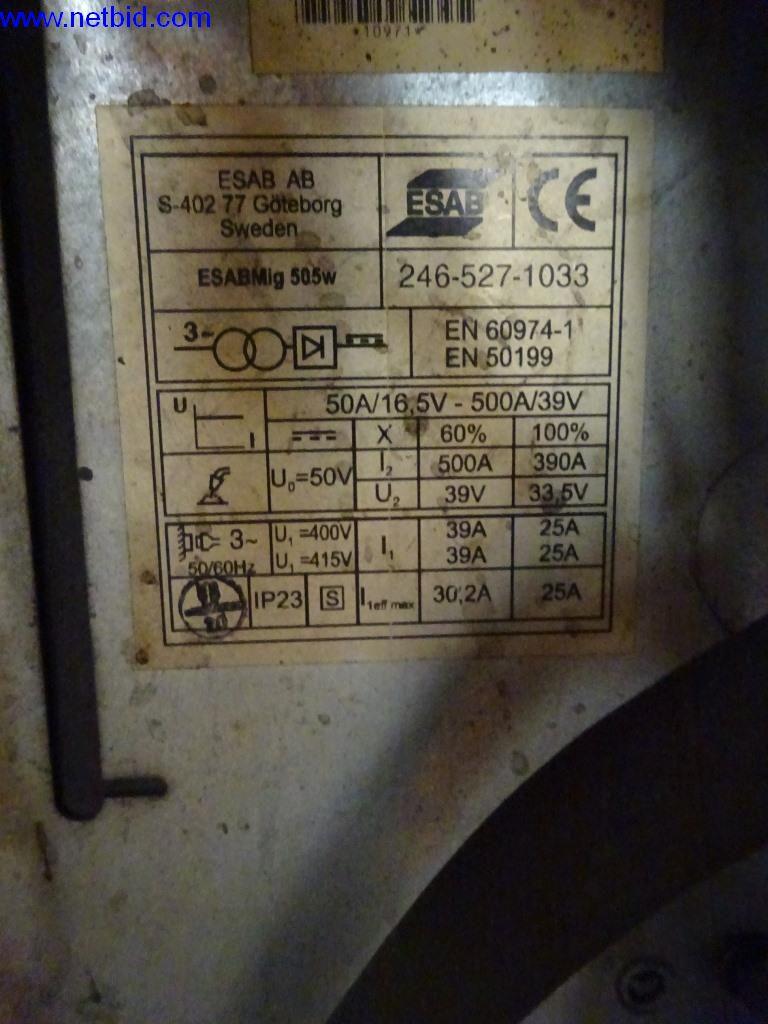 www.netbid.com
*10971*
ESAB AB
S-402 77 Göteborg
Sweden
ESAB
CE
ESABMig 505w
246-527-1033
3~
EN 60974-1
EN 50199
U
I
50A/16,5V - 500A/39V
X 60% 100%
U₀=50V
I₂ 500A 390A
U₂ 39V 33,5V
3~
50/60Hz
U₁=400V
U₁=415V
I₁
39A 25A
39A 25A
IP23
S
I1eff max 30,2A 25A